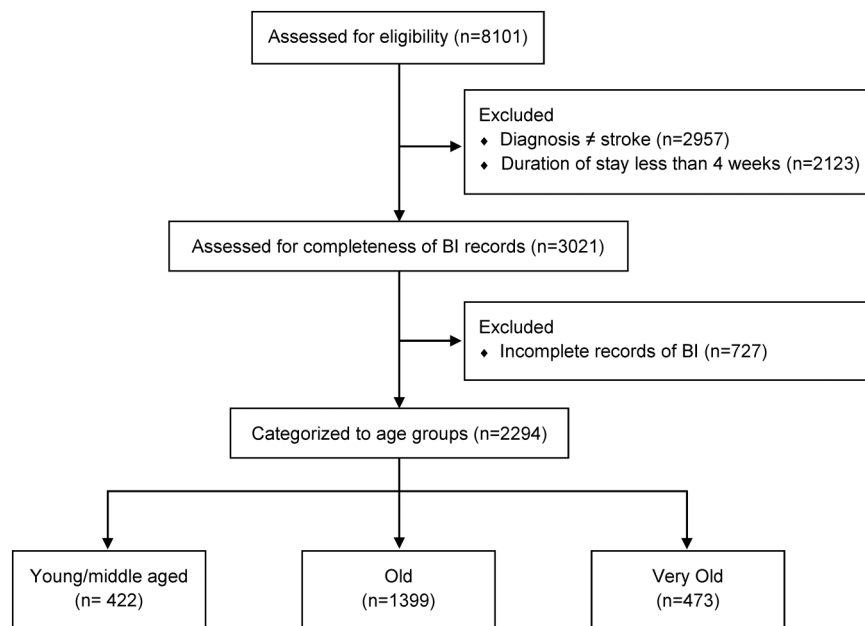 Assessed for eligibility (n=8101)
Excluded
♦ Diagnosis ≠ stroke (n=2957)
♦ Duration of stay less than 4 weeks (n=2123)
Assessed for completeness of BI records (n=3021)
Excluded
♦ Incomplete records of BI (n=727)
Categorized to age groups (n=2294)
Young/middle aged
(n= 422)
Old
(n=1399)
Very Old
(n=473)